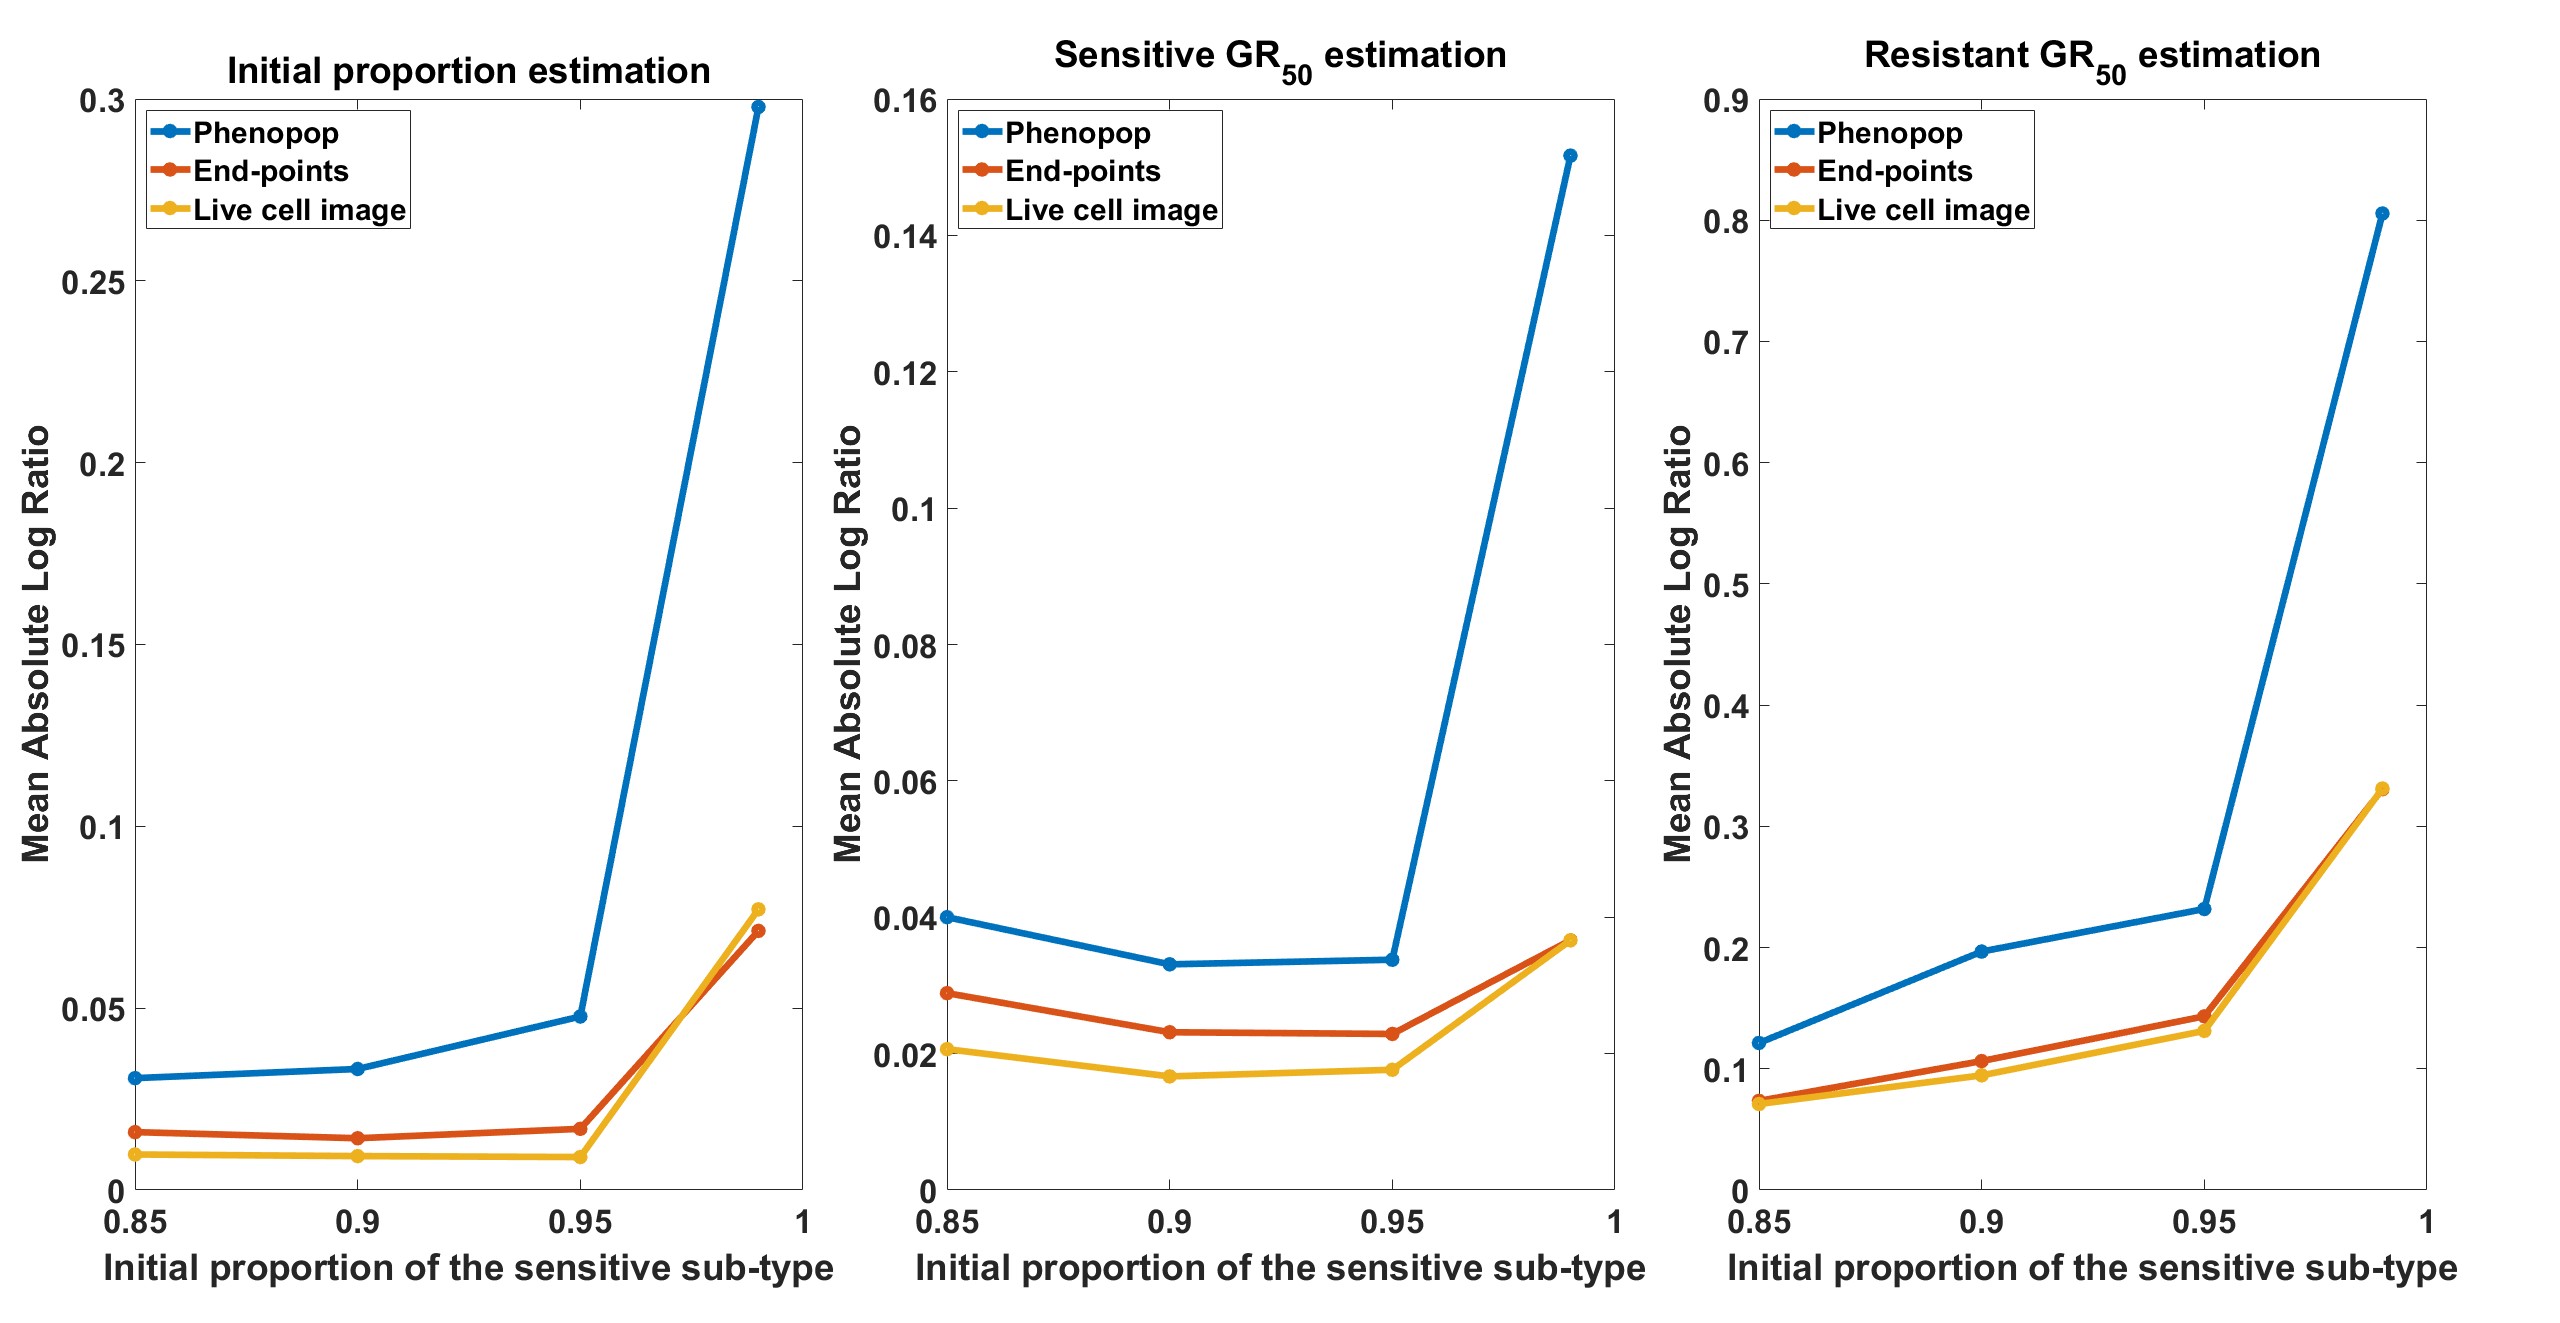 Initial proportion estimation
0.3
0.25
0.2
0.15
0.1
0.05
0
Mean Absolute Log Ratio
Phenopop
End-points
Live cell image
0.85 0.9 0.95 1
Initial proportion of the sensitive sub-type
Sensitive GR50 estimation
0.16
0.14
0.12
0.1
0.08
0.06
0.04
0.02
0
Mean Absolute Log Ratio
Phenopop
End-points
Live cell image
0.85 0.9 0.95 1
Initial proportion of the sensitive sub-type
Resistant GR50 estimation
0.9
0.8
0.7
0.6
0.5
0.4
0.3
0.2
0.1
0
Mean Absolute Log Ratio
Phenopop
End-points
Live cell image
0.85 0.9 0.95 1
Initial proportion of the sensitive sub-type